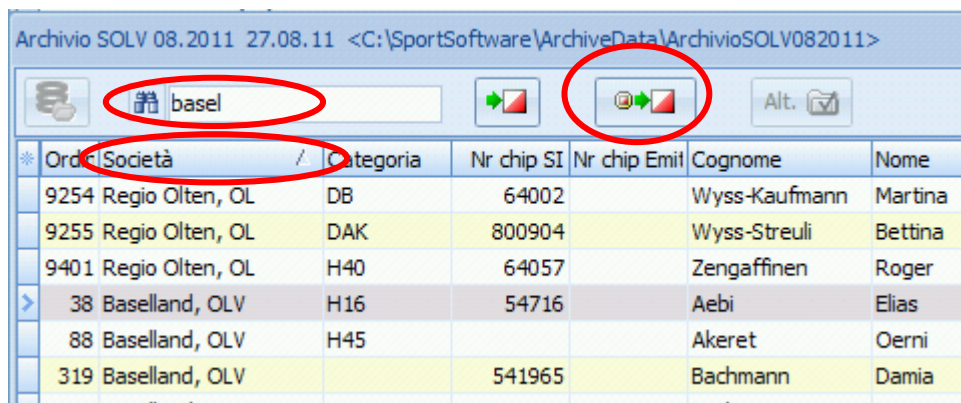 Archivio SOLV 08.2011 27.08.11 <C:\SportSoftware\ArchiveData\ArchivioSOLV082011>
basel Alt.
Società Categoria Nr chip SI Nr chip Emit Cognome Nome
9254 Regio Olten, OL DB 64002 Wyss-Kaufmann Martina
9255 Regio Olten, OL DAK 800904 Wyss-Streuli Bettina
9401 Regio Olten, OL H40 64057 Zengaffinen Roger
38 Baselland, OLV H16 54716 Aebi Elias
88 Baselland, OLV H45 Akeret Oerni
319 Baselland, OLV 541965 Bachmann Damia